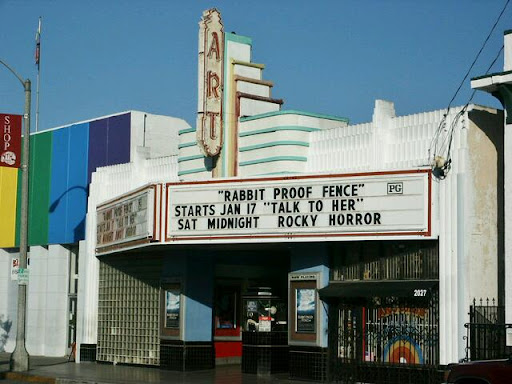 ART
SHOP
"RABBIT PROOF FENCE" PG
STARTS JAN 17 "TALK TO HER"
SAT MIDNIGHT ROCKY HORROR
2027